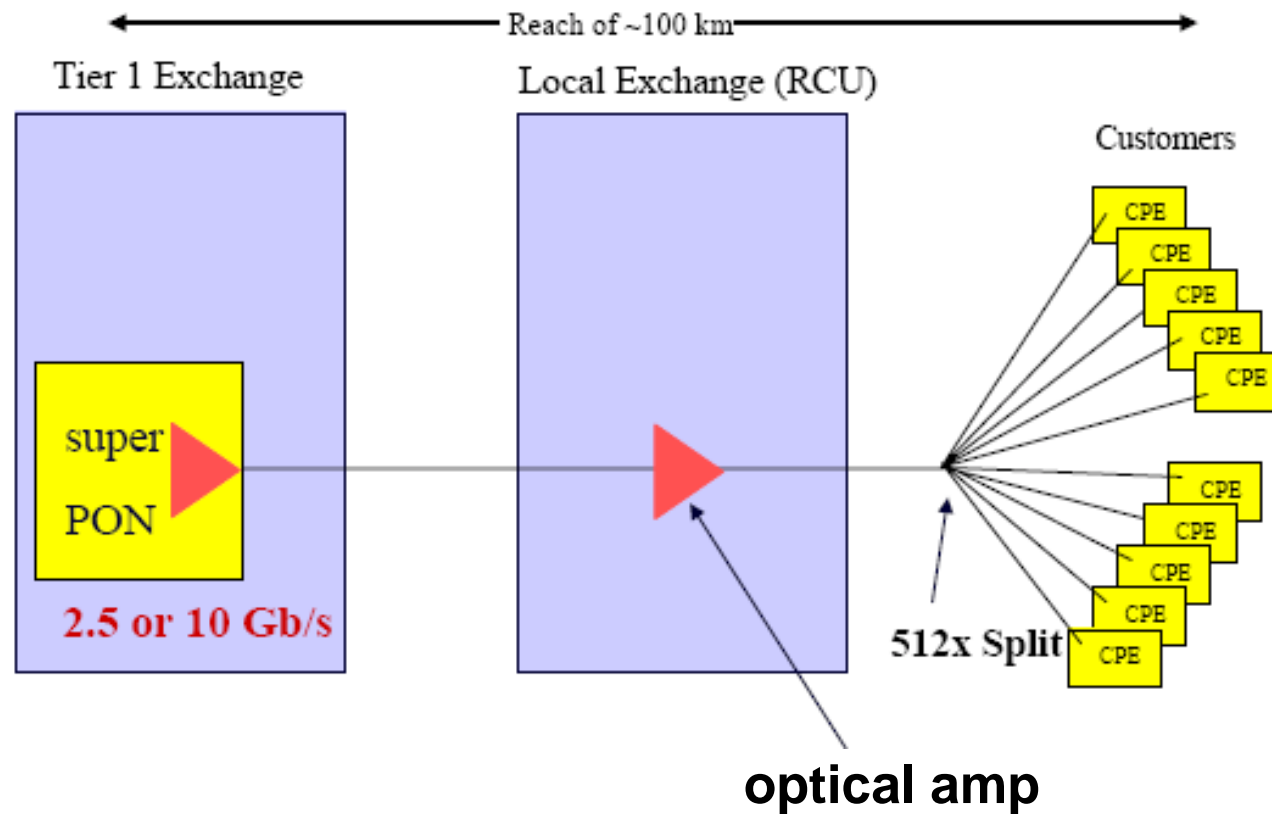 Reach of ~100 km
Tier 1 Exchange
Local Exchange (RCU)
Customers
CPE
CPE
CPE
CPE
CPE
super
PON
2.5 or 10 Gb/s
512x Split
CPE
CPE
CPE
CPE
CPE
optical amp